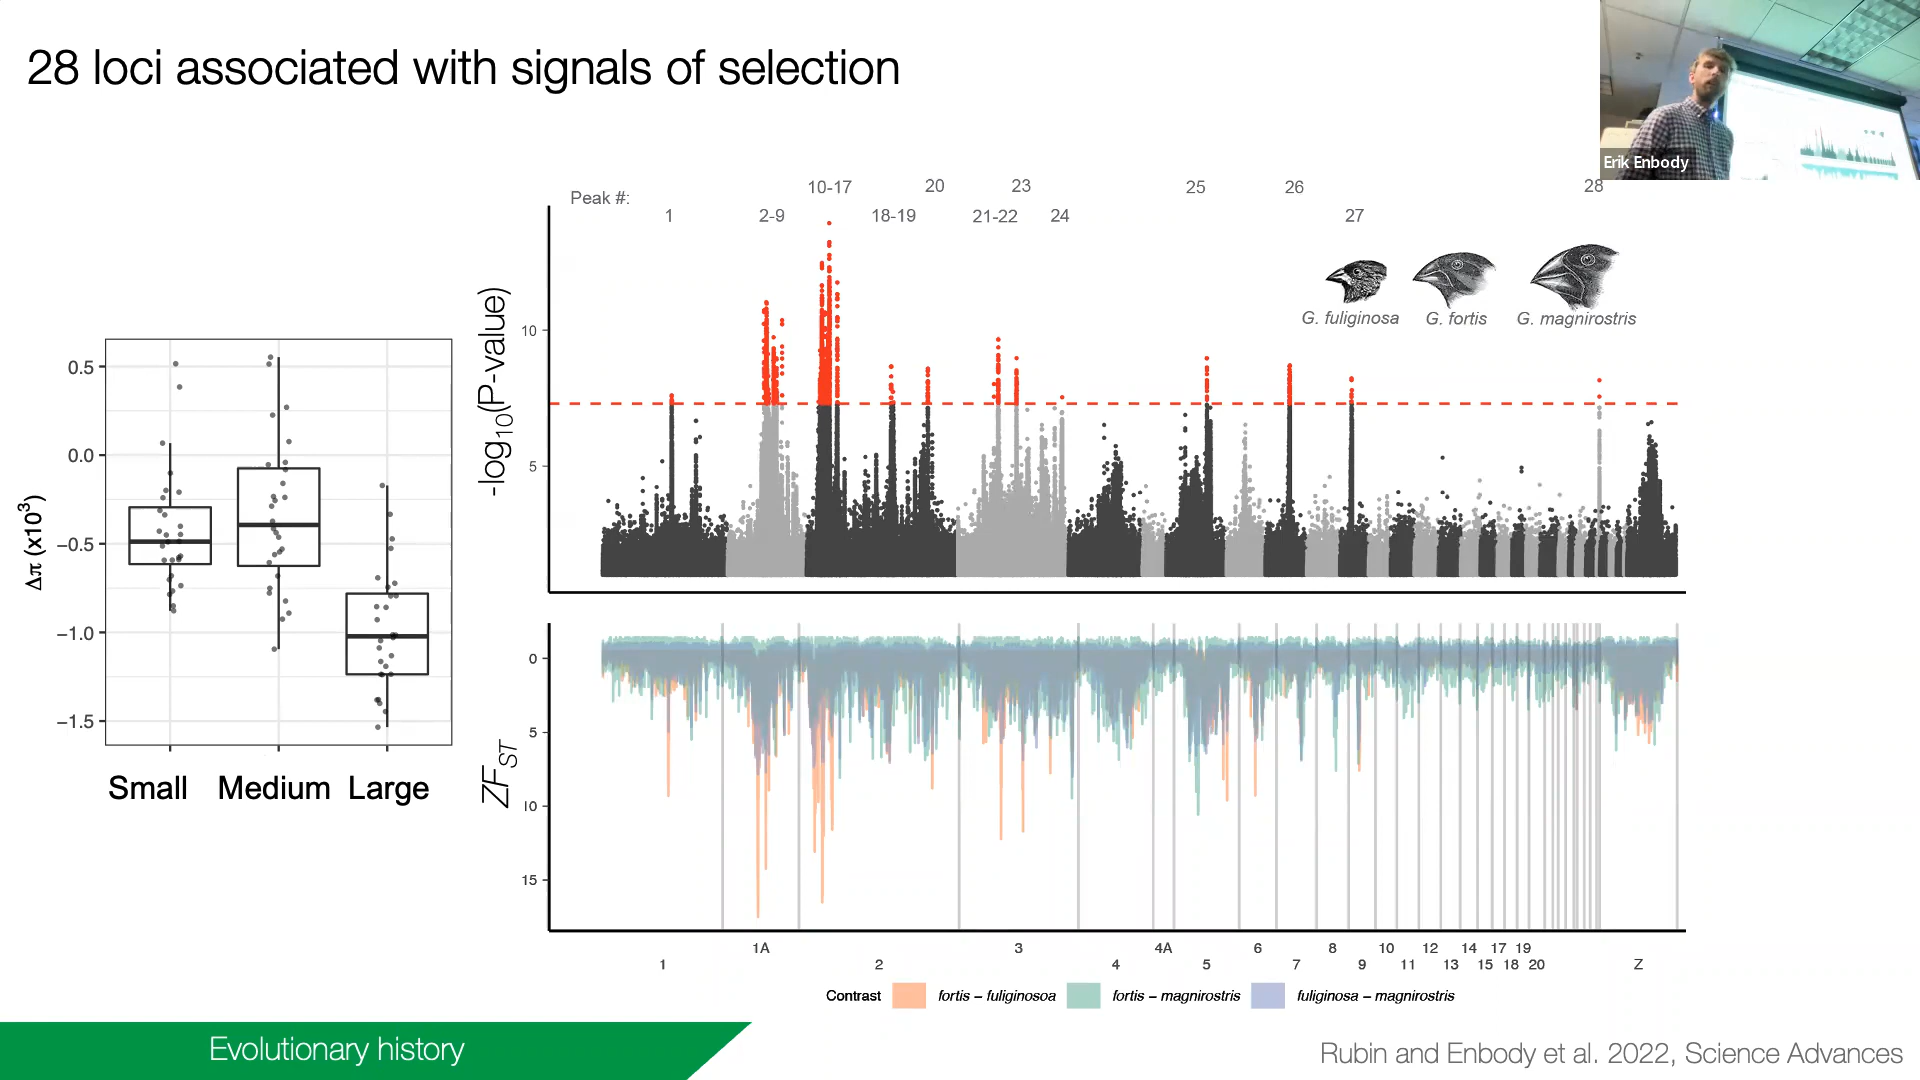 28 loci associated with signals of selection
Erik Enbody
Peak #:
1
2-9
10-17
18-19
20
21-22
23
24
25
26
27
28
G. fuliginosa
G. fortis
G. magnirostris
-log10(P-value)
10
5
Δπ (x10³)
0.5
0.0
−0.5
−1.0
−1.5
Small Medium Large
ZFST
0
5
10
15
1A 3 4A 6 8 10 12 14 17 19
1 2 4 5 7 9 11 13 15 18 20 Z
Contrast fortis – fuliginosoa fortis – magnirostris fuliginosa – magnirostris
Evolutionary history
Rubin and Enbody et al. 2022, Science Advances